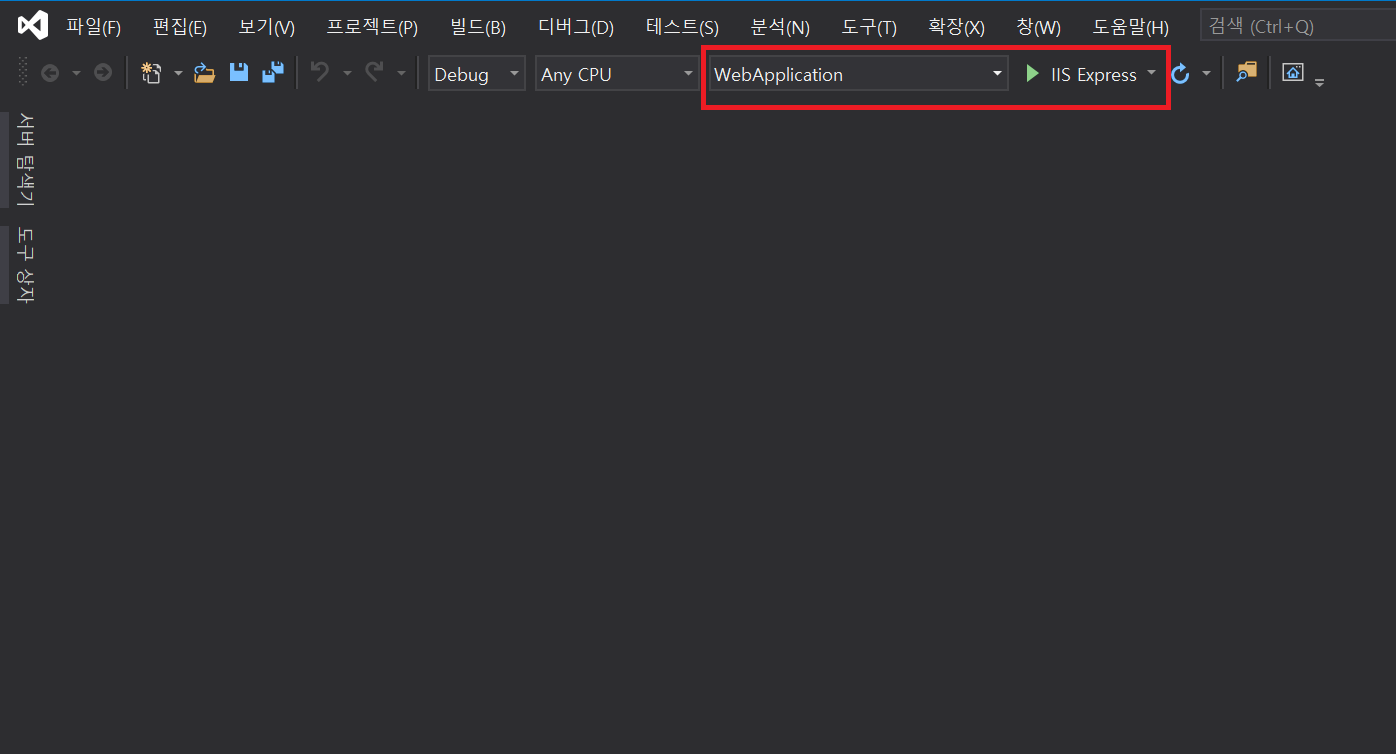 파일(F) 편집(E) 보기(V) 프로젝트(P) 빌드(B) 디버그(D) 테스트(S) 분석(N) 도구(T) 확장(X) 창(W) 도움말(H) 검색 (Ctrl+Q)
Debug Any CPU WebApplication IIS Express
서버 탐색기
도구 상자